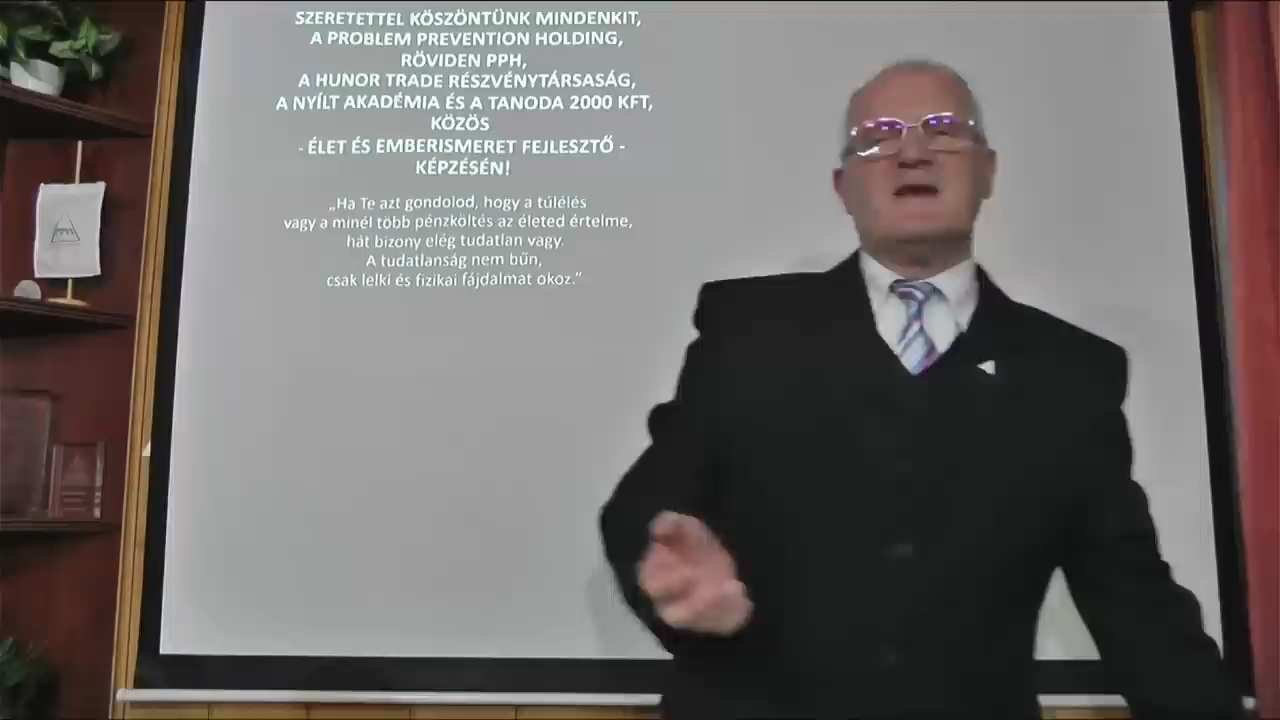 SZERETETTEL KÖSZÖNTÜNK MINDENKIT,
A PROBLEM PREVENTION HOLDING,
RÖVIDEN PPH,
A HUNOR TRADE RÉSZVÉNYTÁRSASÁG,
A NYÍLT AKADÉMIA ÉS A TANODA 2000 KFT,
KÖZÖS
- ÉLET ÉS EMBERISMERET FEJLESZTŐ -
KÉPZÉSÉN!
„Ha Te azt gondolod, hogy a túlélés
vagy a minél több pénzköltés az életed értelme,
hát bizony elég tudatlan vagy.
A tudatlanság nem bűn,
csak lelki és fizikai fájdalmat okoz.”